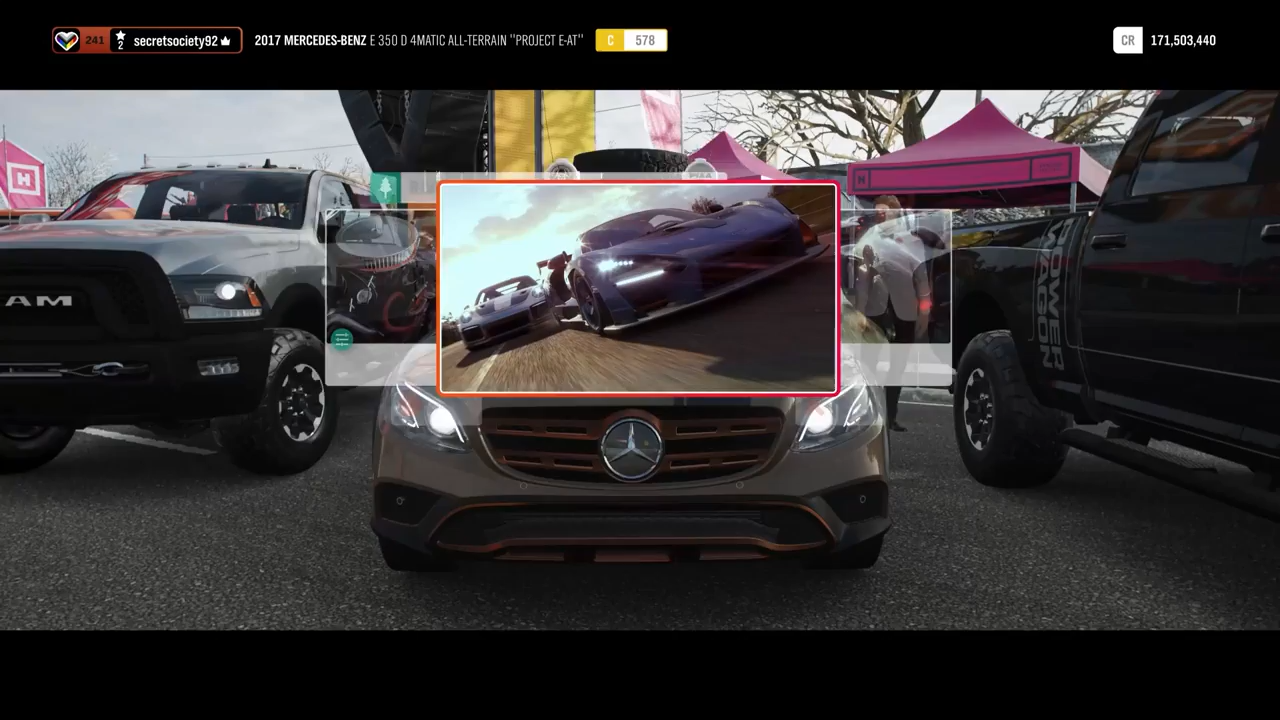 241
2
secretsociety92
2017 MERCEDES-BENZ E 350 D 4MATIC ALL-TERRAIN "PROJECT E-AT"
C 578
CR 171,503,440
H
AM
POWER
WAGON